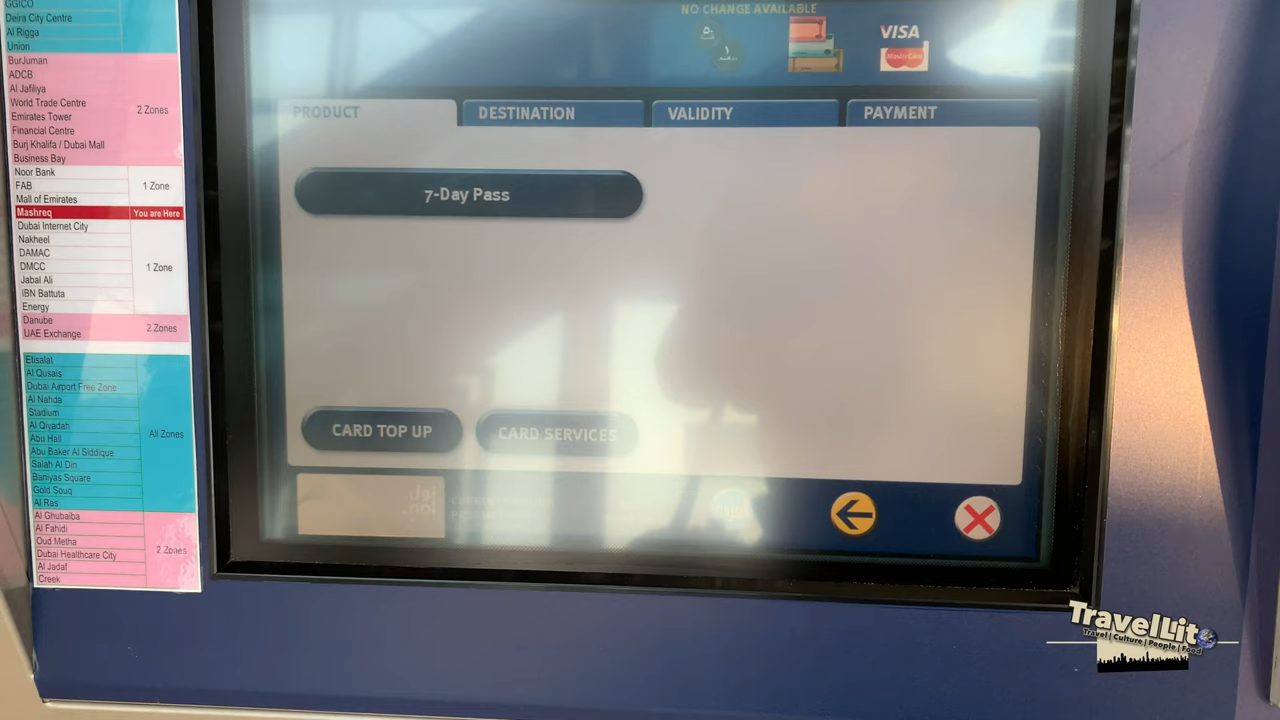 GGICO
Deira City Centre
Al Rigga
Union
BurJuman
ADCB
Al Jafiliya
World Trade Centre
Emirates Tower
Financial Centre
Burj Khalifa / Dubai Mall
Business Bay
2 Zones
Noor Bank
FAB
Mall of Emirates
1 Zone
Mashreq You are Here
Dubai Internet City
Nakheel
DAMAC
DMCC
Jabal Ali
IBN Battuta
Energy
1 Zone
Danube
UAE Exchange
2 Zones
Etisalat
Al Qusais
Dubai Airport Free Zone
Al Nahda
Stadium
Al Qiyadah
Abu Hail
Abu Baker Al Siddique
Salah Al Din
Baniyas Square
Gold Souq
Al Ras
All Zones
Al Ghubaiba
Al Fahidi
Oud Metha
Dubai Healthcare City
Al Jadaf
Creek
2 Zones
NO CHANGE AVAILABLE
VISA
MasterCard
PRODUCT DESTINATION VALIDITY PAYMENT
7-Day Pass
CARD TOP UP CARD SERVICES
نول
nol
TravelLite
Travel | Culture | People | Food